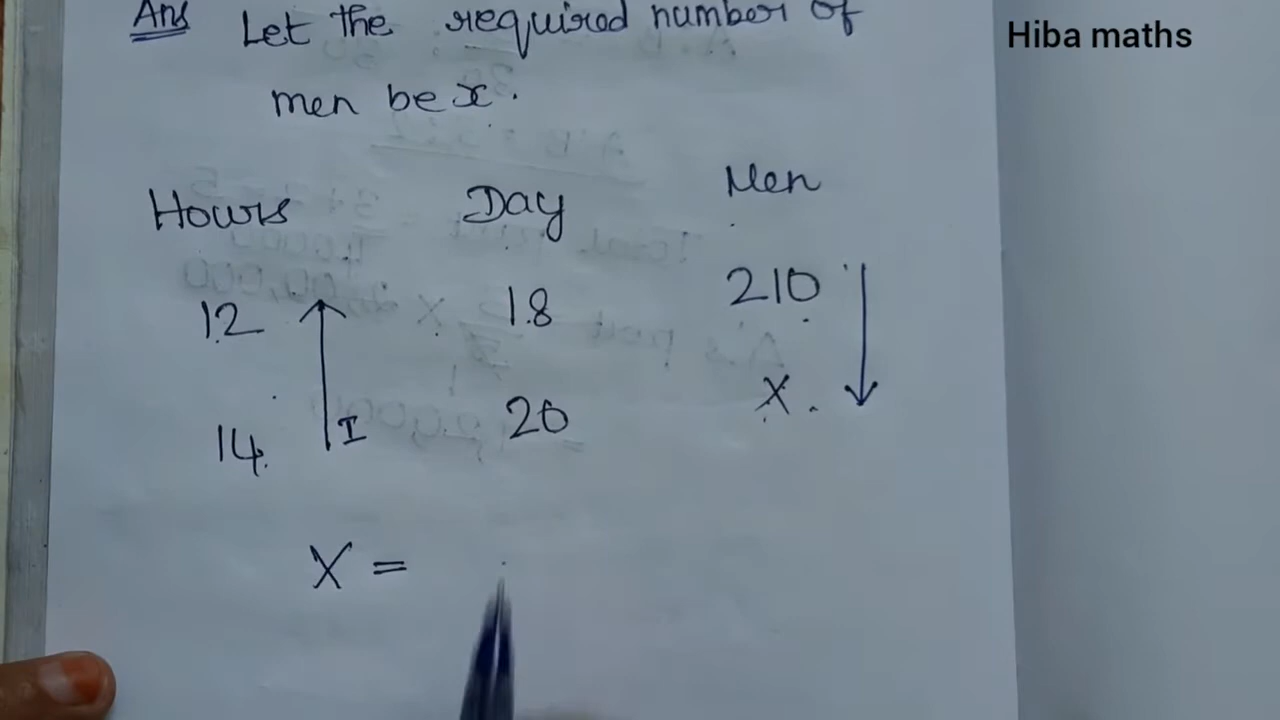 Ans Let the required number of
Hiba maths
men be x.
Hours Day Men
12 18 210
14 20 X
I
X =